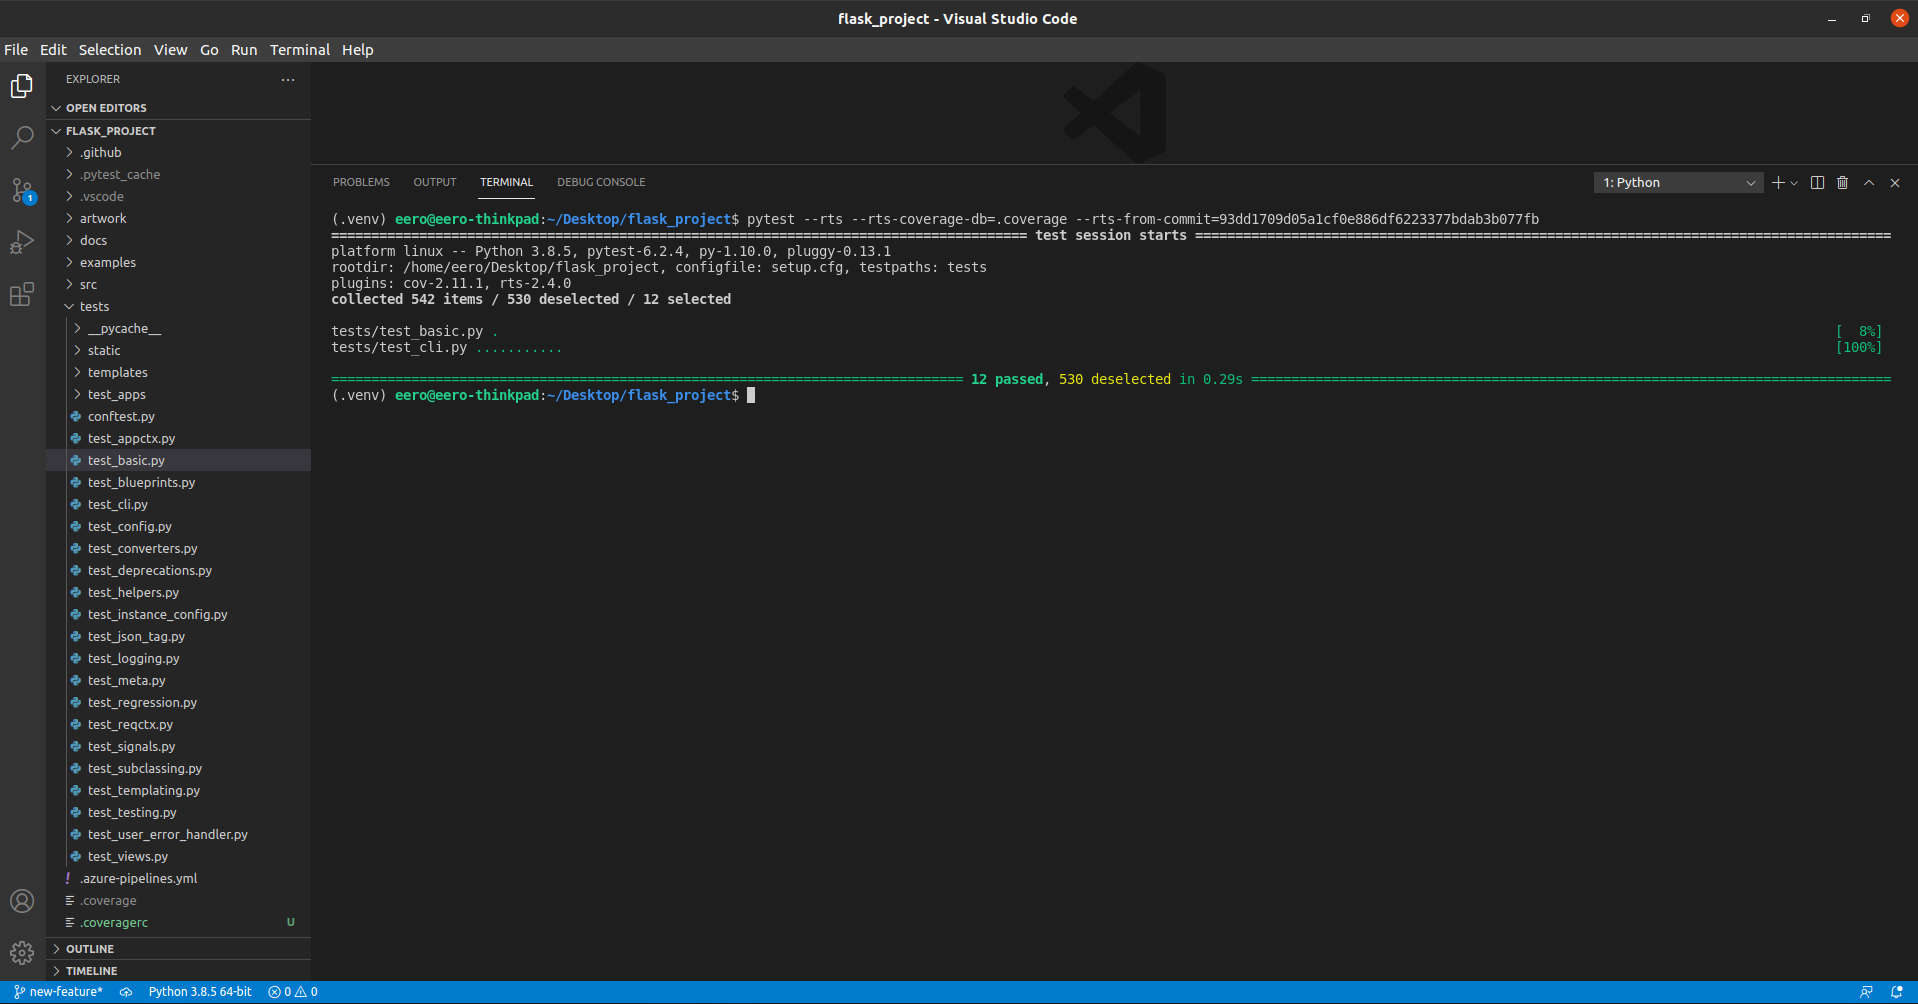 flask_project - Visual Studio Code
File Edit Selection View Go Run Terminal Help
EXPLORER
OPEN EDITORS
FLASK_PROJECT
.github
.pytest_cache
.vscode
artwork
docs
examples
src
tests
__pycache__
static
templates
test_apps
conftest.py
test_appctx.py
test_basic.py
test_blueprints.py
test_cli.py
test_config.py
test_converters.py
test_deprecations.py
test_helpers.py
test_instance_config.py
test_json_tag.py
test_logging.py
test_meta.py
test_regression.py
test_reqctx.py
test_signals.py
test_subclassing.py
test_templating.py
test_testing.py
test_user_error_handler.py
test_views.py
! .azure-pipelines.yml
.coverage
.coveragerc U
OUTLINE
TIMELINE
1
PROBLEMS OUTPUT TERMINAL DEBUG CONSOLE 1: Python
(.venv) eero@eero-thinkpad:~/Desktop/flask_project$ pytest --rts --rts-coverage-db=.coverage --rts-from-commit=93dd1709d05a1cf0e886df6223377bdab3b077fb
======================================================================================= test session starts =======================================================================================
platform linux -- Python 3.8.5, pytest-6.2.4, py-1.10.0, pluggy-0.13.1
rootdir: /home/eero/Desktop/flask_project, configfile: setup.cfg, testpaths: tests
plugins: cov-2.11.1, rts-2.4.0
collected 542 items / 530 deselected / 12 selected
tests/test_basic.py . [  8%]
tests/test_cli.py ........... [100%]
=============================================================================== 12 passed, 530 deselected in 0.29s ================================================================================
(.venv) eero@eero-thinkpad:~/Desktop/flask_project$
new-feature* Python 3.8.5 64-bit 0 0